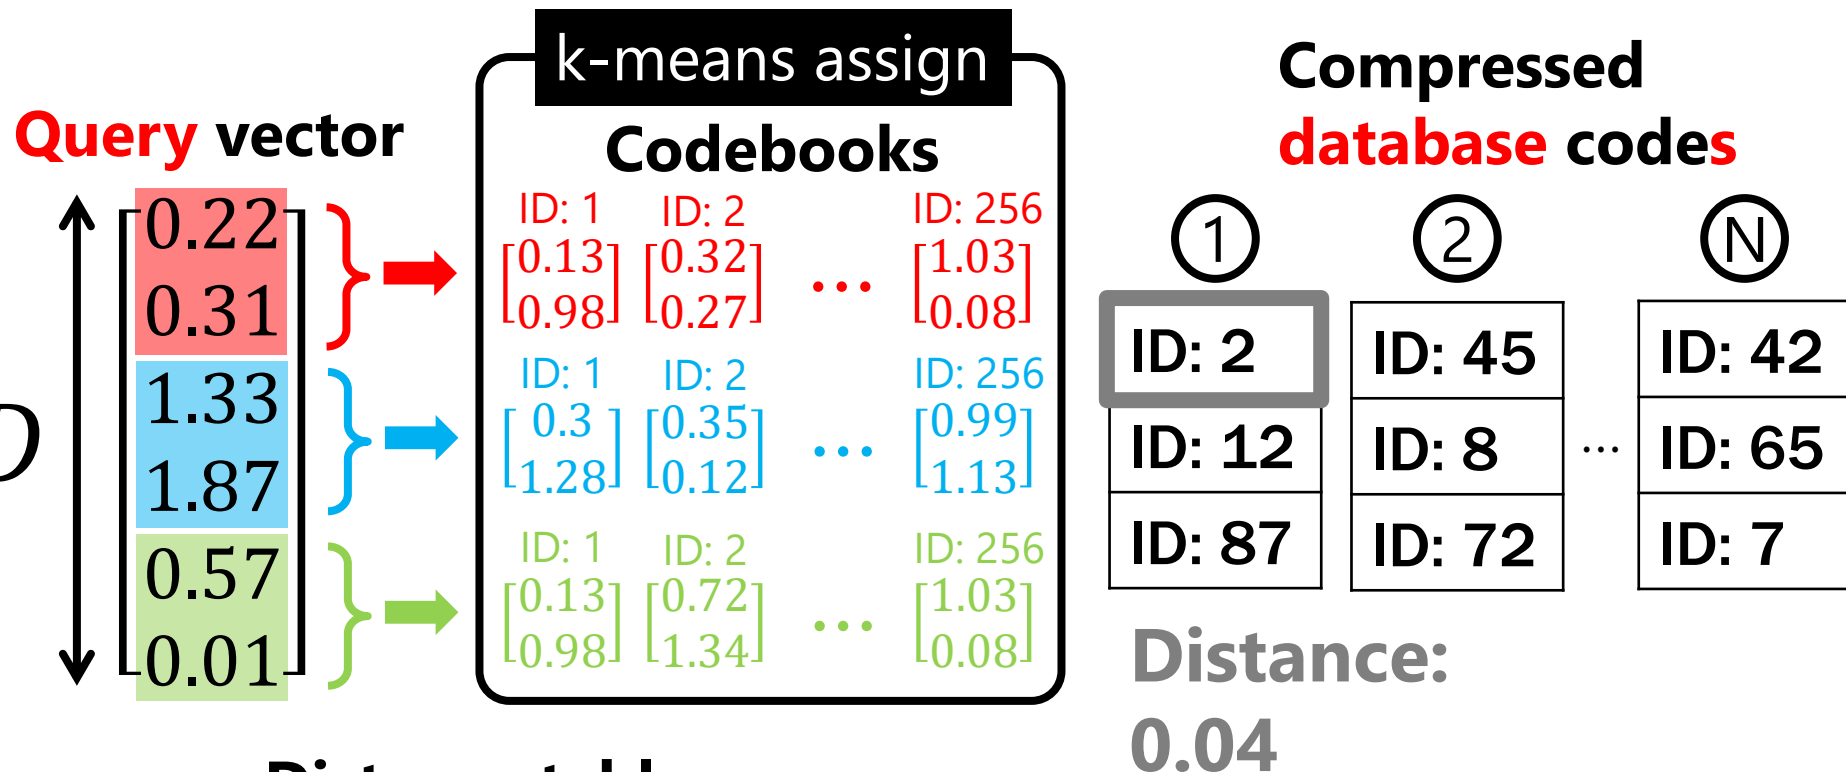 k-means assign
Query vector
Codebooks
Compressed
database codes
D
0.22
0.31
1.33
1.87
0.57
0.01
ID: 1 ID: 2 ID: 256
0.13 0.32 … 1.03
0.98 0.27 0.08
ID: 1 ID: 2 ID: 256
0.3 0.35 … 0.99
1.28 0.12 1.13
ID: 1 ID: 2 ID: 256
0.13 0.72 … 1.03
0.98 1.34 0.08
1 2 N
ID: 2 ID: 45 ID: 42
ID: 12 ID: 8 … ID: 65
ID: 87 ID: 72 ID: 7
Distance:
0.04